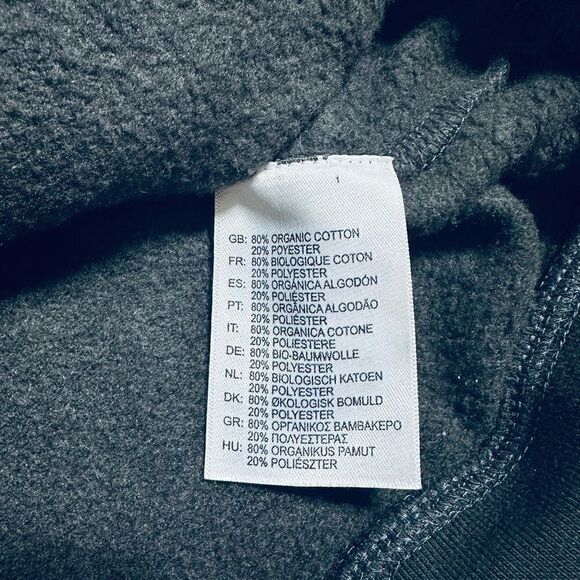 1
GB: 80% ORGANIC COTTON
20% POYESTER
FR: 80% BIOLOGIQUE COTON
20% POLYESTER
ES: 80% ORGÁNICA ALGODÓN
20% POLIÉSTER
PT: 80% ORGÂNICA ALGODÃO
20% POLIÉSTER
IT: 80% ORGANICA COTONE
20% POLIESTERE
DE: 80% BIO-BAUMWOLLE
20% POLYESTER
NL: 80% BIOLOGISCH KATOEN
20% POLYESTER
DK: 80% ØKOLOGISK BOMULD
20% POLYESTER
GR: 80% ΟΡΓΑΝΙΚΟΣ ΒΑΜΒΑΚΕΡΟ
20% ΠΟΛΥΕΣΤΕΡΑΣ
HU: 80% ORGANIKUS PAMUT
20% POLIÉSZTER